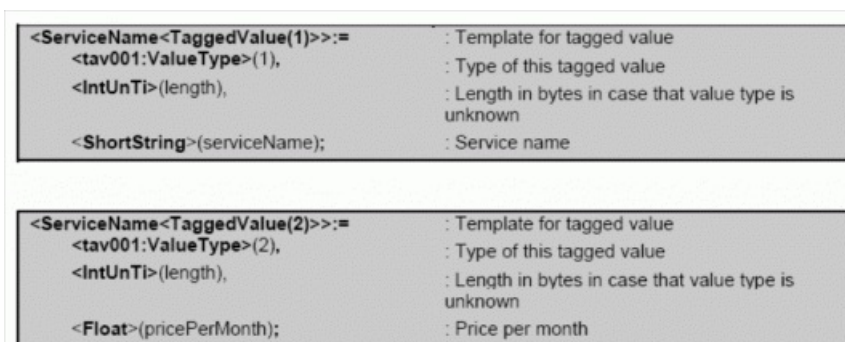 <ServiceName<TaggedValue(1)>>:= : Template for tagged value
<tav001:ValueType>(1), : Type of this tagged value
<IntUnTi>(length), : Length in bytes in case that value type is
unknown
<ShortString>(serviceName); : Service name
<ServiceName<TaggedValue(2)>>:= : Template for tagged value
<tav001:ValueType>(2), : Type of this tagged value
<IntUnTi>(length), : Length in bytes in case that value type is
unknown
<Float>(pricePerMonth); : Price per month